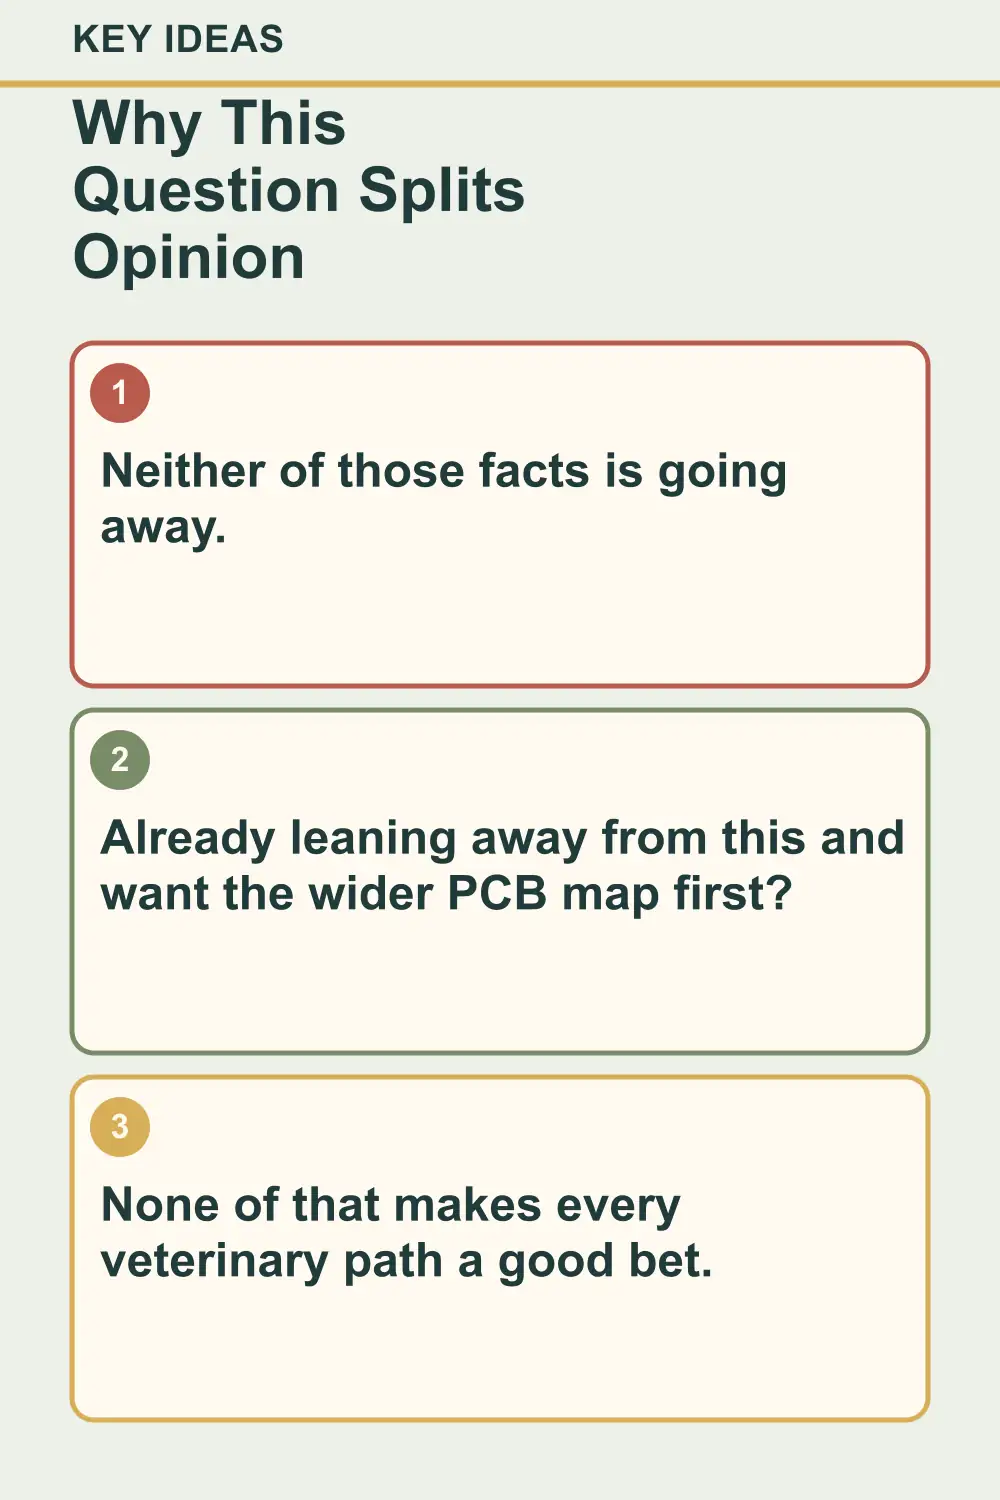 KEY IDEAS
Why This
Question Splits
Opinion
1
Neither of those facts is going
away.
2
Already leaning away from this and
want the wider PCB map first?
3
None of that makes every
veterinary path a good bet.